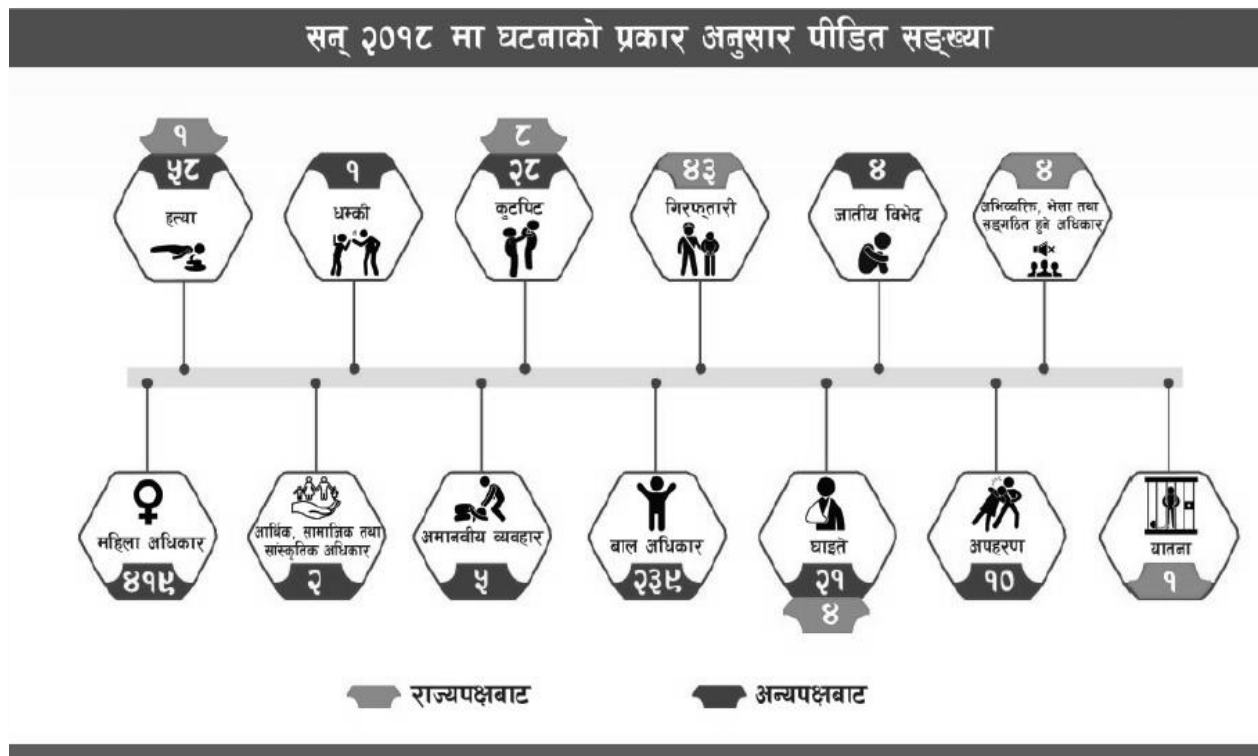 सन् २०१८ मा घटनाको प्रकार अनुसार पीडित सङ्ख्या
१
५८
हत्या
१
धम्की
८
२८
कुटपिट
४३
गिरफ्तारी
४
जातीय विभेद
४
अभिव्यक्ति, भेला तथा
सङ्गठित हुने अधिकार
महिला अधिकार
४१९
आर्थिक, सामाजिक तथा
सांस्कृतिक अधिकार
२
अमानवीय व्यवहार
५
बाल अधिकार
२३९
घाइते
२१
४
अपहरण
१०
यातना
१
राज्यपक्षबाट
अन्यपक्षबाट